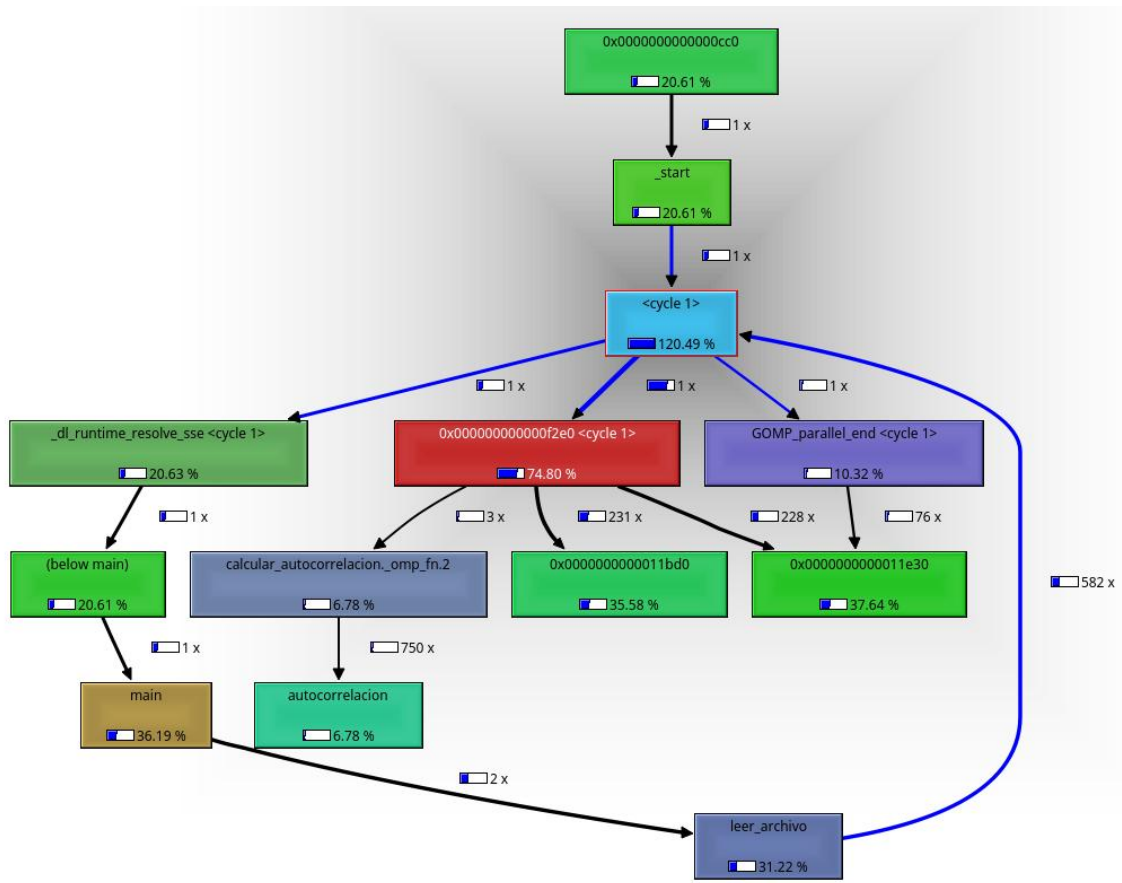 0x0000000000000cc0
20.61 %
1 x
_start
20.61 %
1 x
<cycle 1>
120.49 %
1 x
1 x
1 x
_dl_runtime_resolve_sse <cycle 1>
20.63 %
0x000000000000f2e0 <cycle 1>
74.80 %
GOMP_parallel_end <cycle 1>
10.32 %
1 x
3 x
231 x
228 x
76 x
(below main)
20.61 %
calcular_autocorrelacion._omp_fn.2
6.78 %
0x0000000000011bd0
35.58 %
0x0000000000011e30
37.64 %
582 x
1 x
750 x
main
36.19 %
autocorrelacion
6.78 %
2 x
leer_archivo
31.22 %